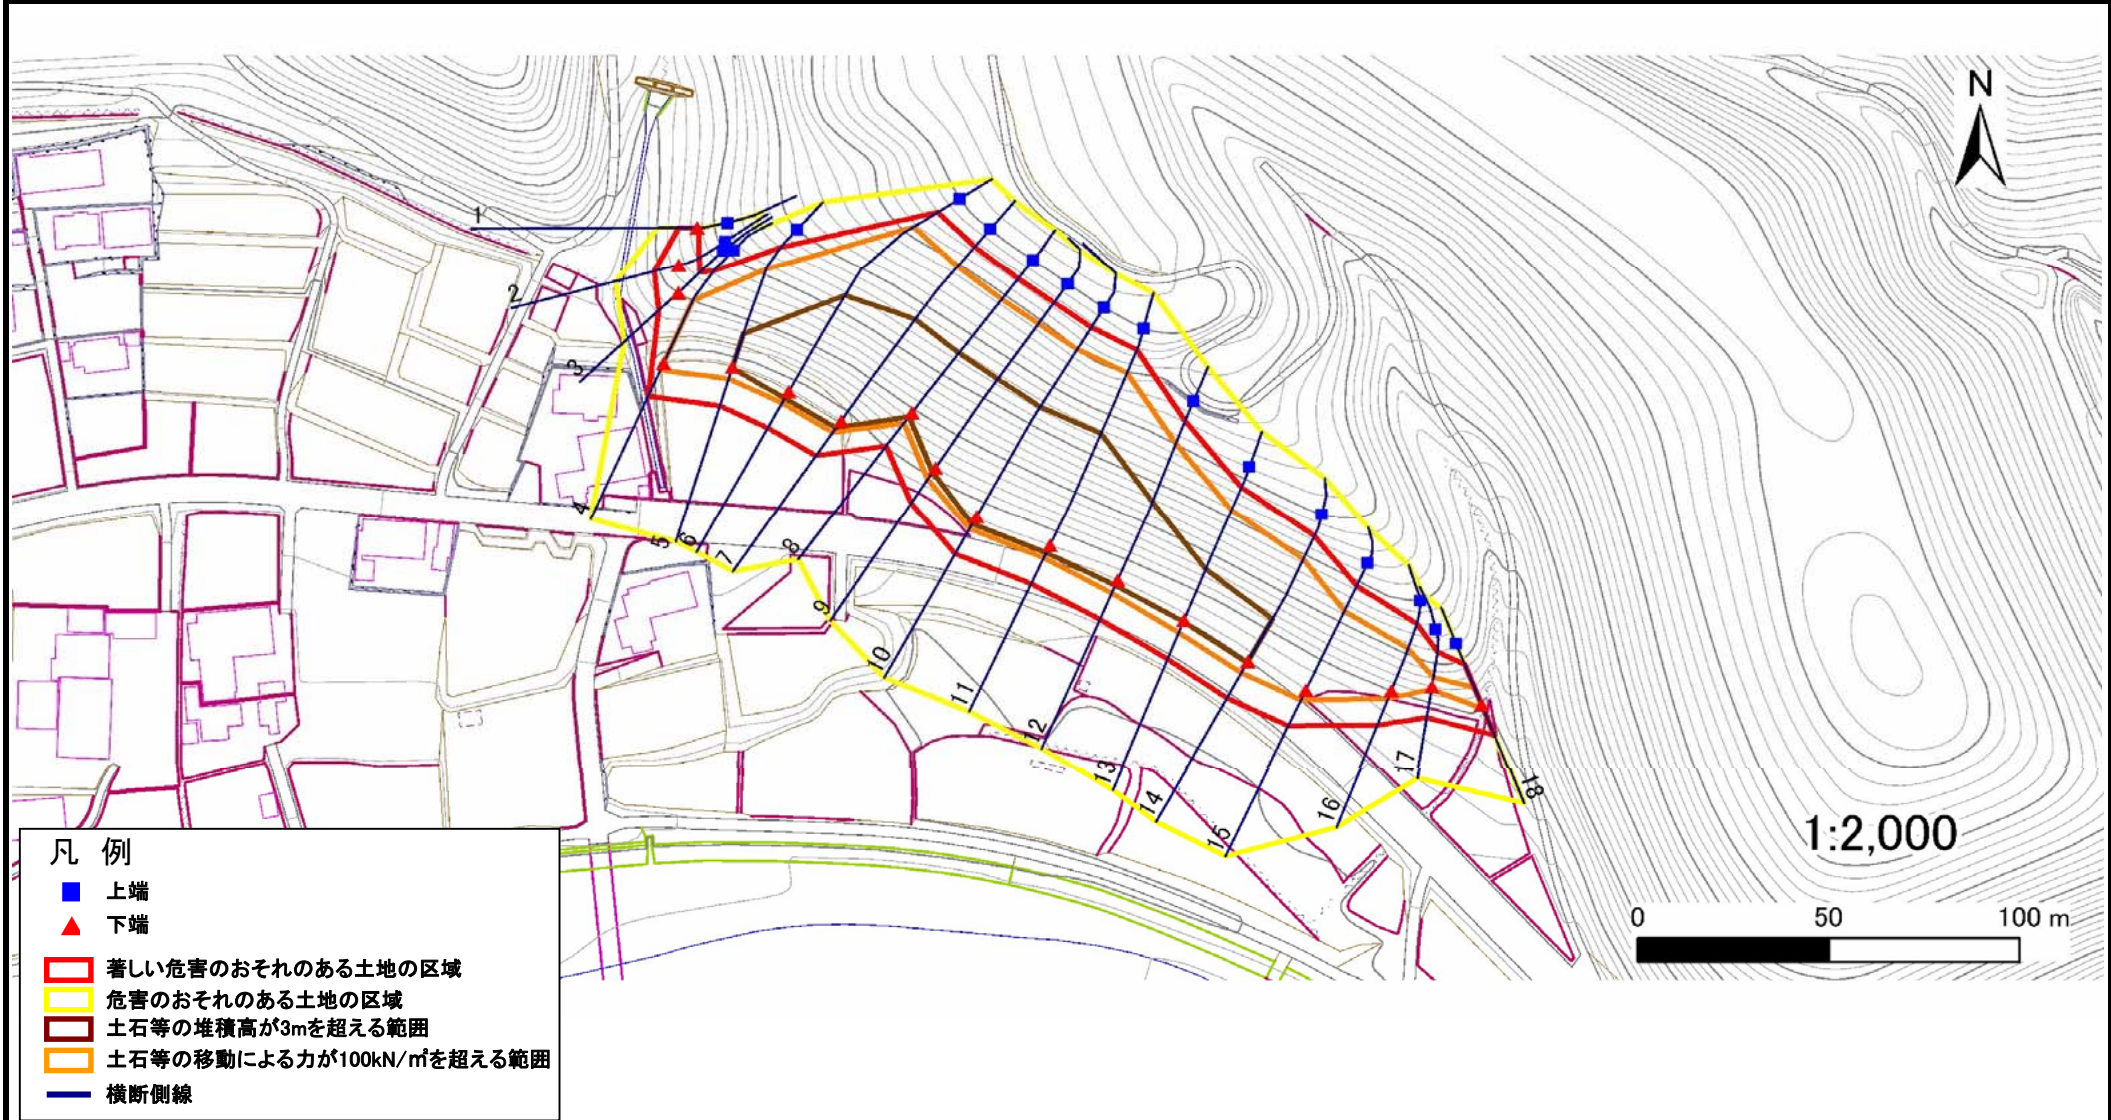 N
1
2
3
4
5
6
7
8
9
10
11
12
13
14
15
16
17
18
1:2,000
0 50 100 m
凡 例
上端
下端
著しい危害のおそれのある土地の区域
危害のおそれのある土地の区域
土石等の堆積高が3mを超える範囲
土石等の移動による力が100kN/㎡を超える範囲
横断側線